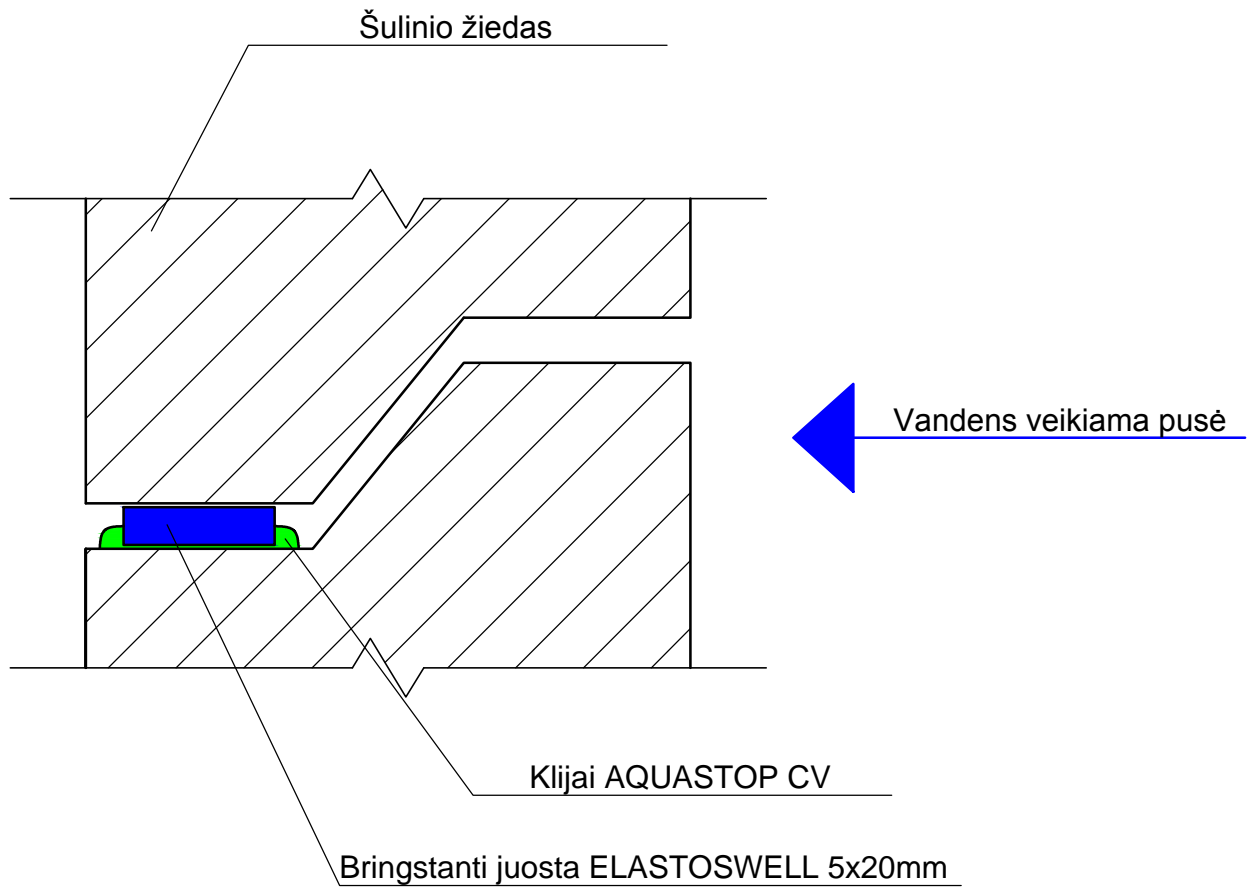 Šulinio žiedas
Vandens veikiama pusė
Klijai AQUASTOP CV
Bringstanti juosta ELASTOSWELL 5x20mm